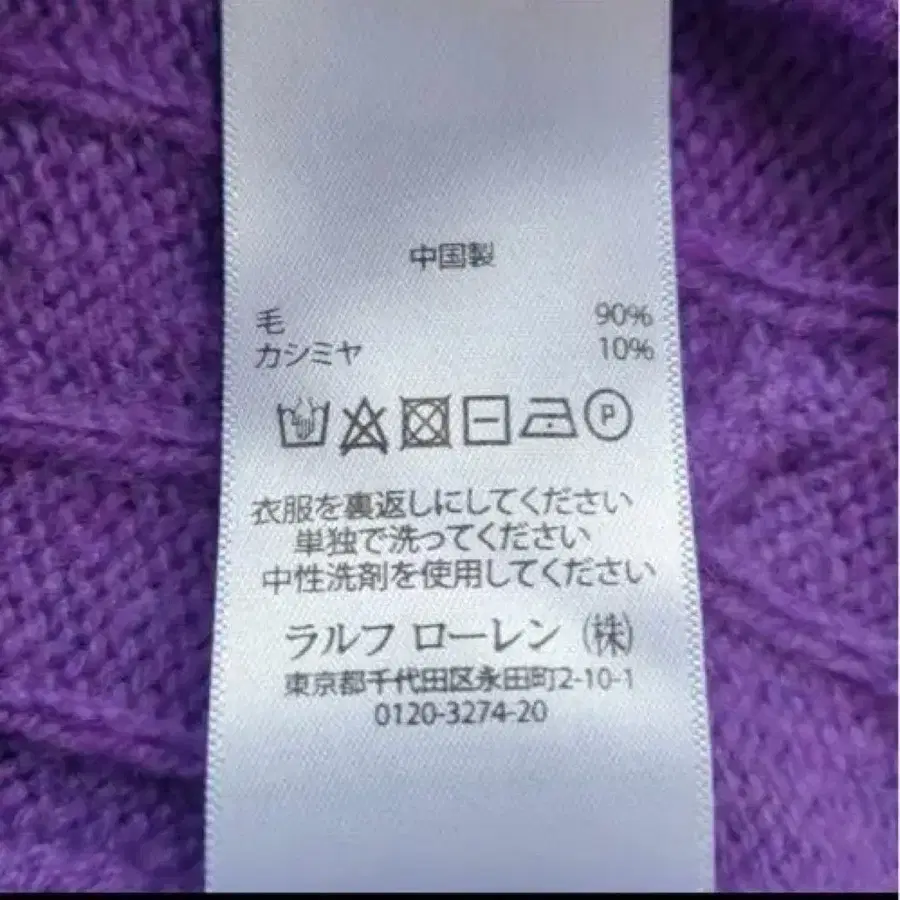 中国製
毛 90%
カシミヤ 10%
P
衣服を裏返しにしてください
単独で洗ってください
中性洗剤を使用してください
ラルフ ローレン (株)
東京都千代田区永田町2-10-1
0120-3274-20